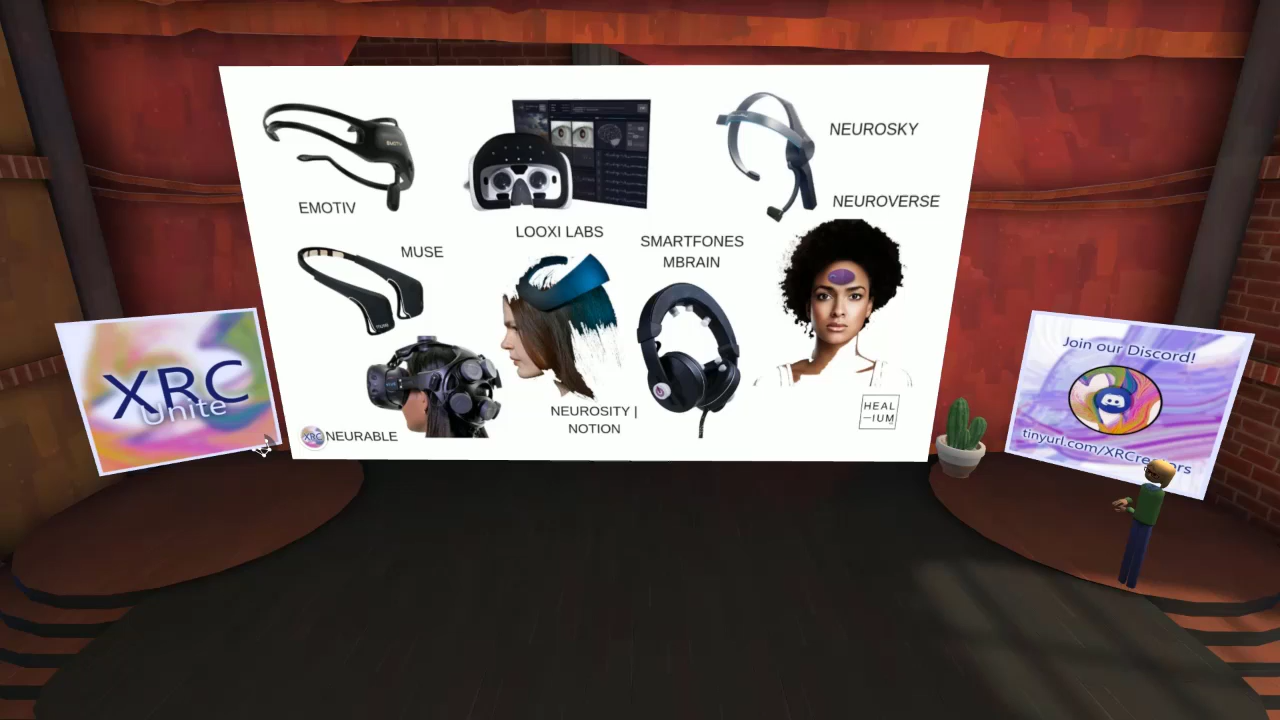 EMOTIV
LOOXI LABS
NEUROSKY
NEUROVERSE
MUSE
SMARTFONES
MBRAIN
NEUROSITY |
NOTION
XRC
NEURABLE
HEAL
—IUM
XRC
Unite
Join our Discord!
tinyurl.com/XRCreators